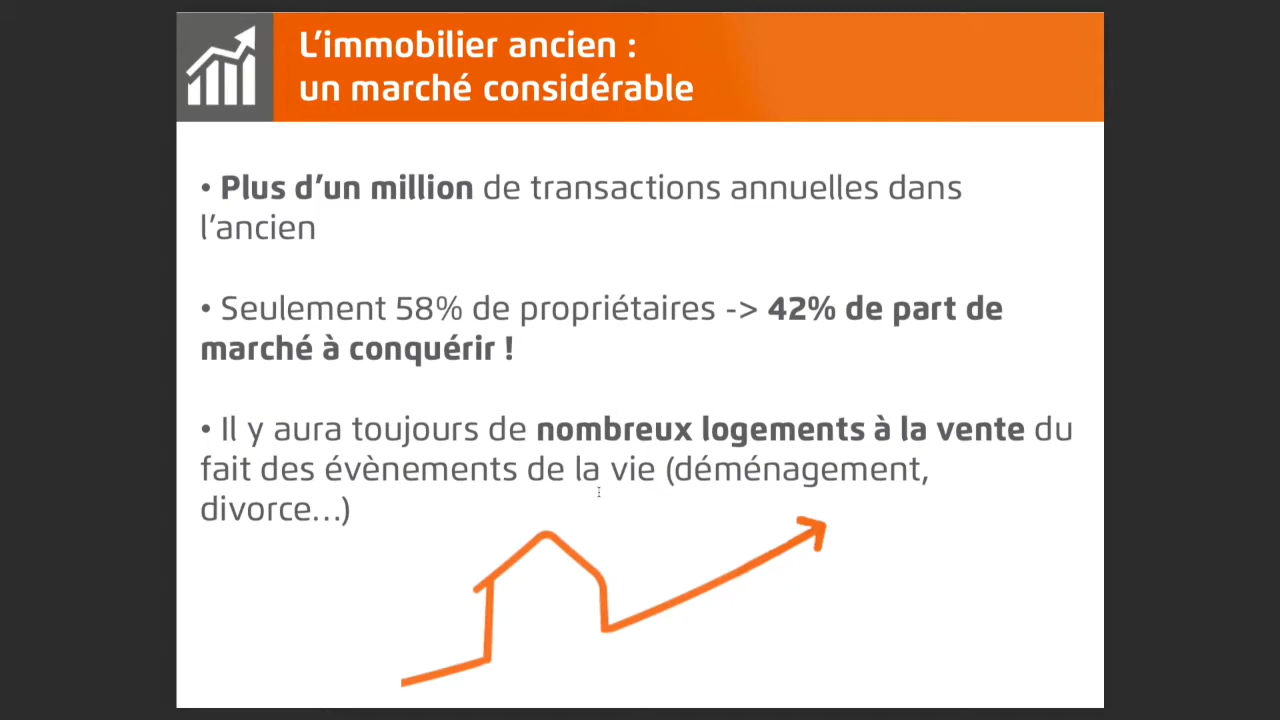 L’immobilier ancien :
un marché considérable
• Plus d’un million de transactions annuelles dans
l’ancien
• Seulement 58% de propriétaires -> 42% de part de
marché à conquérir !
• Il y aura toujours de nombreux logements à la vente du
fait des évènements de la vie (déménagement,
divorce…)